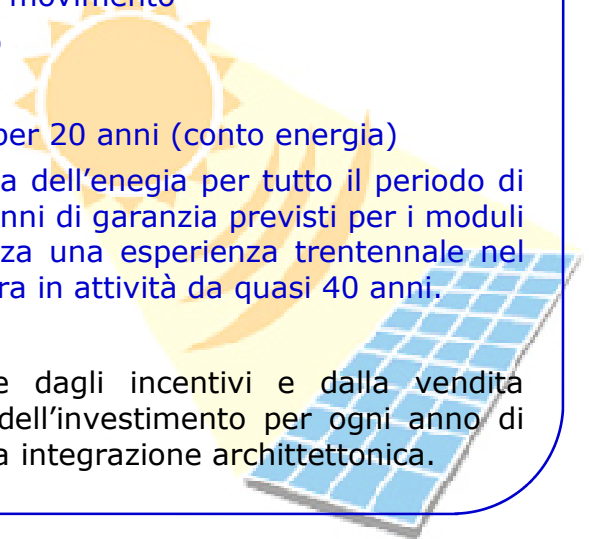 movimento
per 20 anni (conto energia)
a dell'enegia per tutto il periodo di
nni di garanzia previsti per i moduli
za una esperienza trentennale nel
ra in attività da quasi 40 anni.
e dagli incentivi e dalla vendita
dell'investimento per ogni anno di
a integrazione archittettonica.